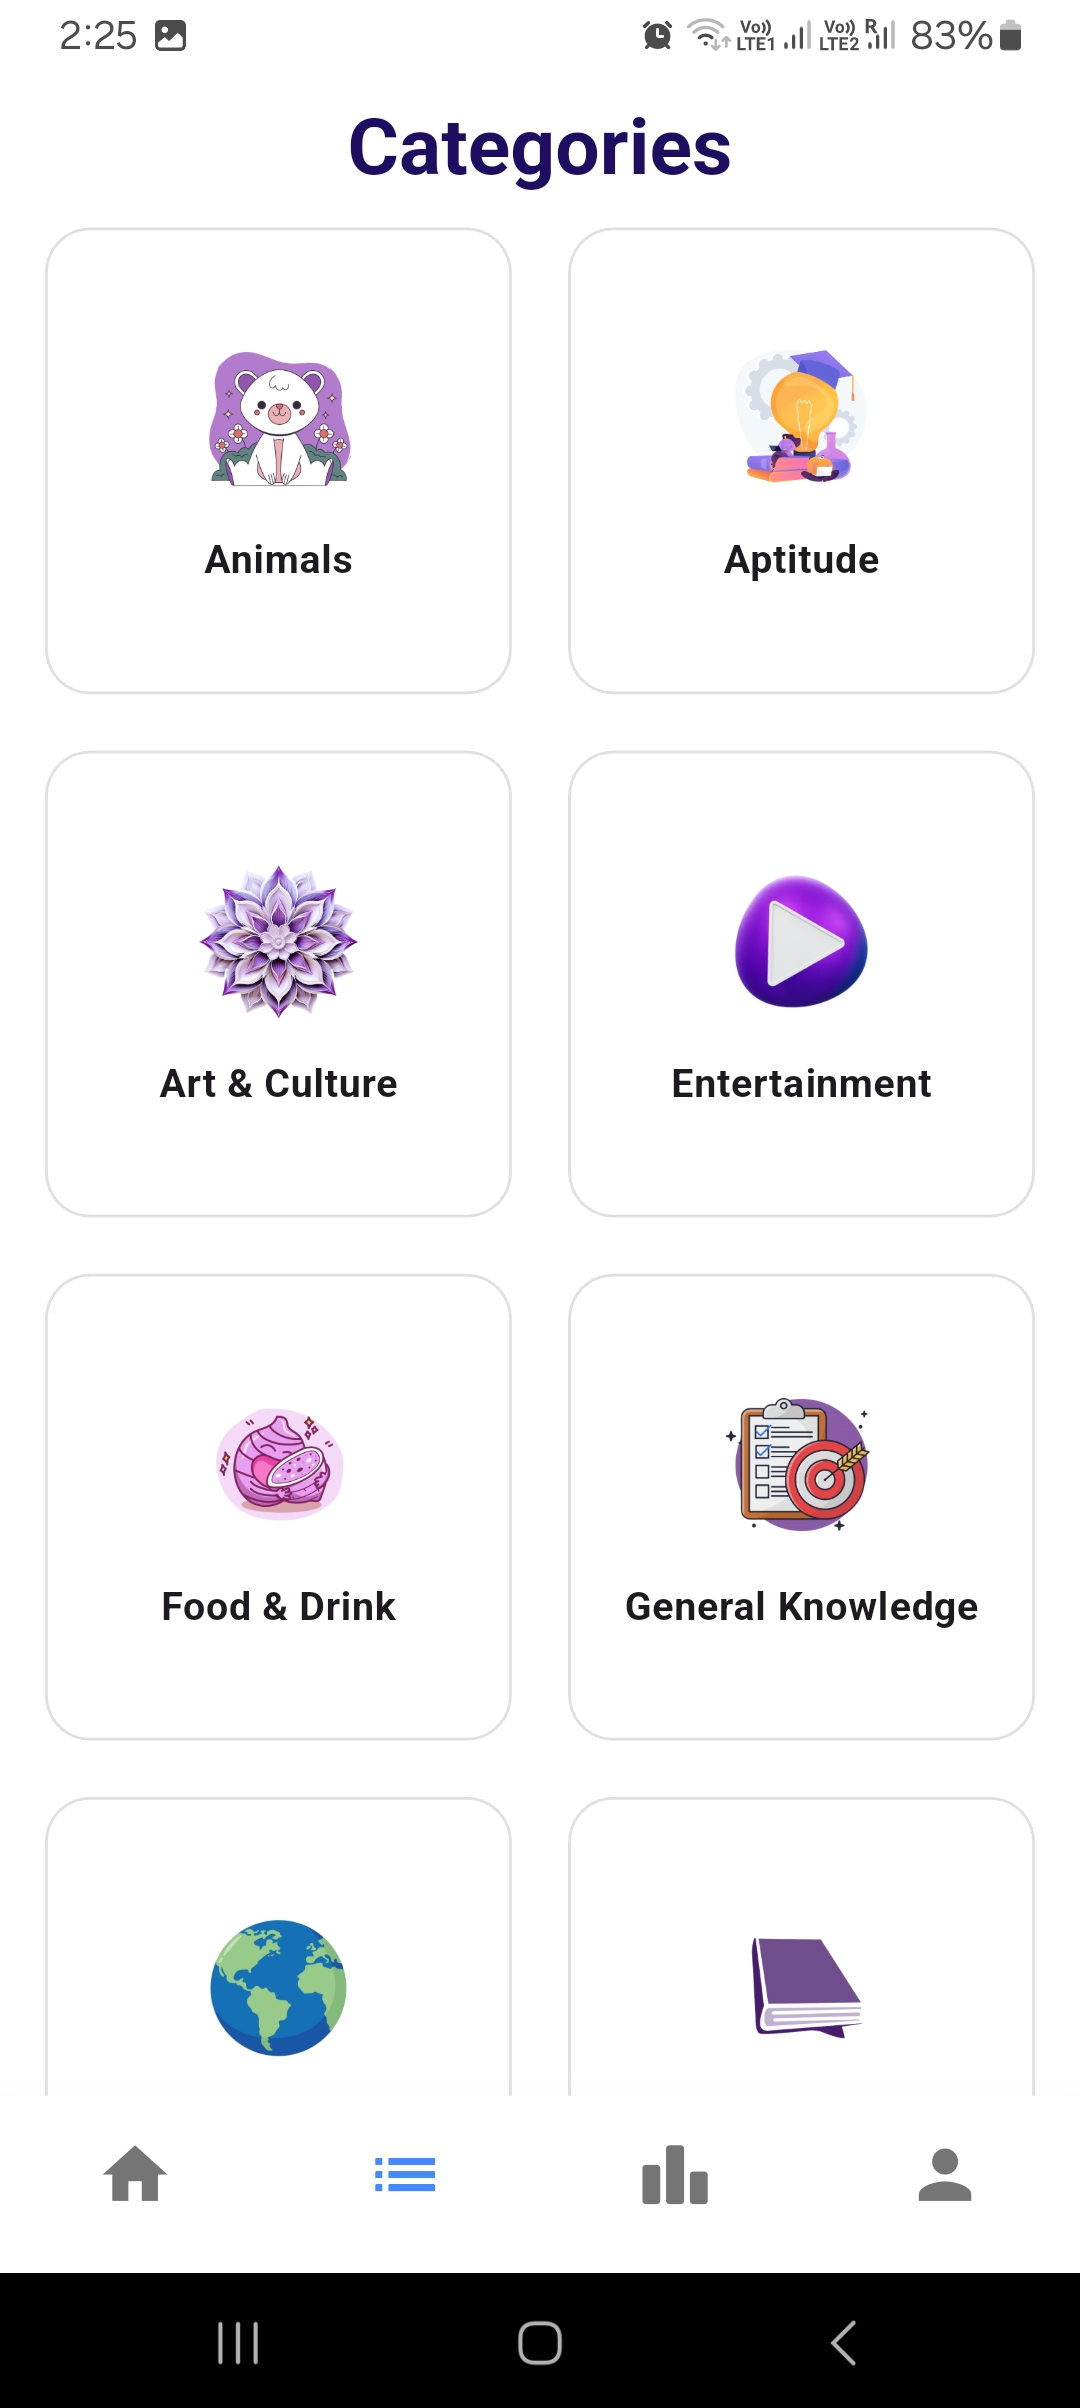 2:25 Vo)) LTE1 Vo)) LTE2 R 83%
Categories
Animals Aptitude
Art & Culture Entertainment
Food & Drink General Knowledge